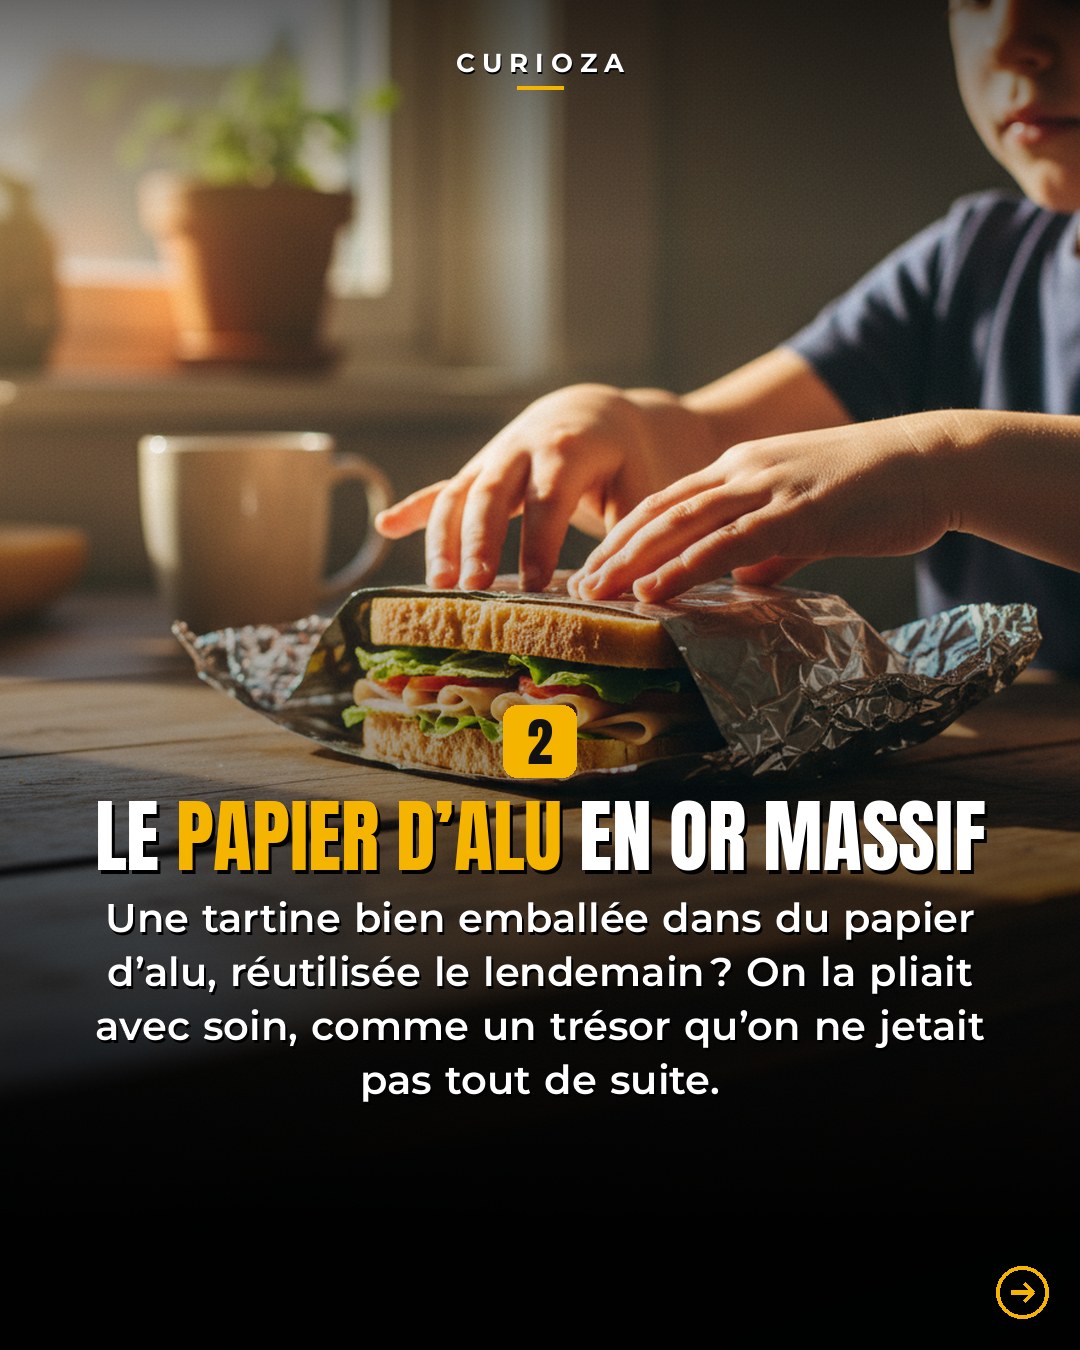 CURIOZA
2
LE PAPIER D’ALU EN OR MASSIF
Une tartine bien emballée dans du papier
d’alu, réutilisée le lendemain ? On la pliait
avec soin, comme un trésor qu’on ne jetait
pas tout de suite.